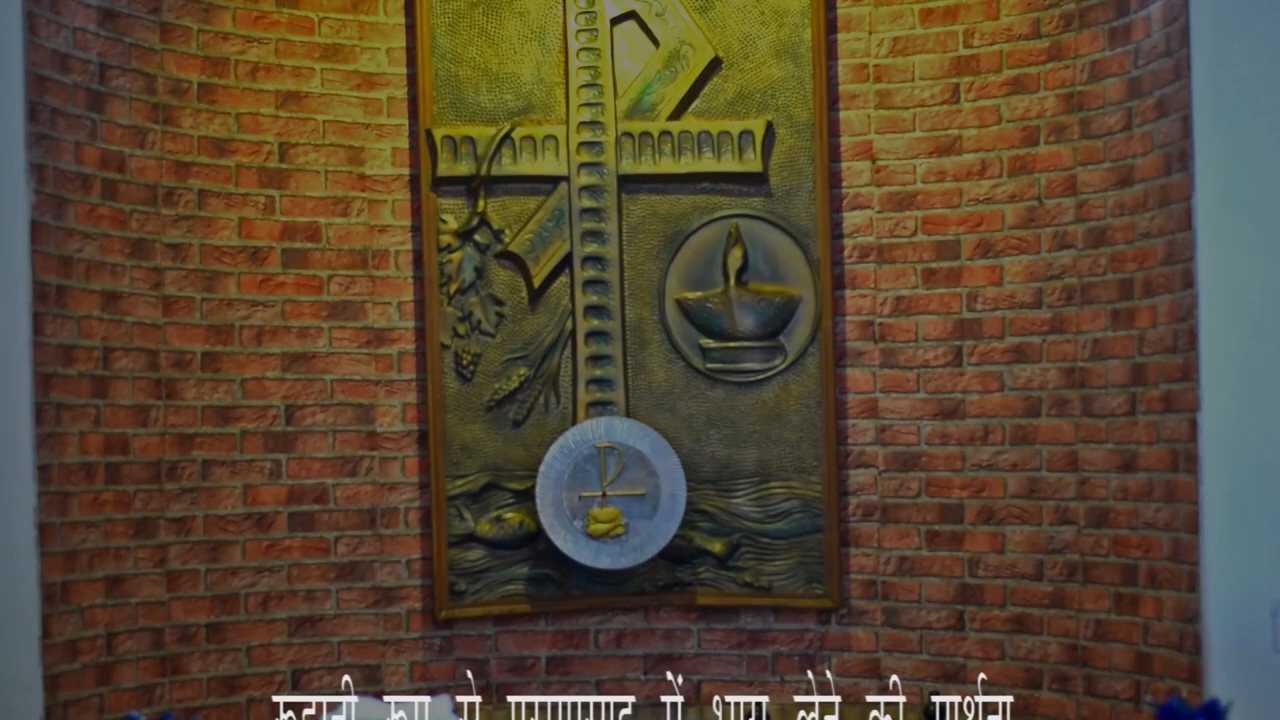 रूहानी रूप से परमप्रसाद में भाग लेने की प्रार्थना